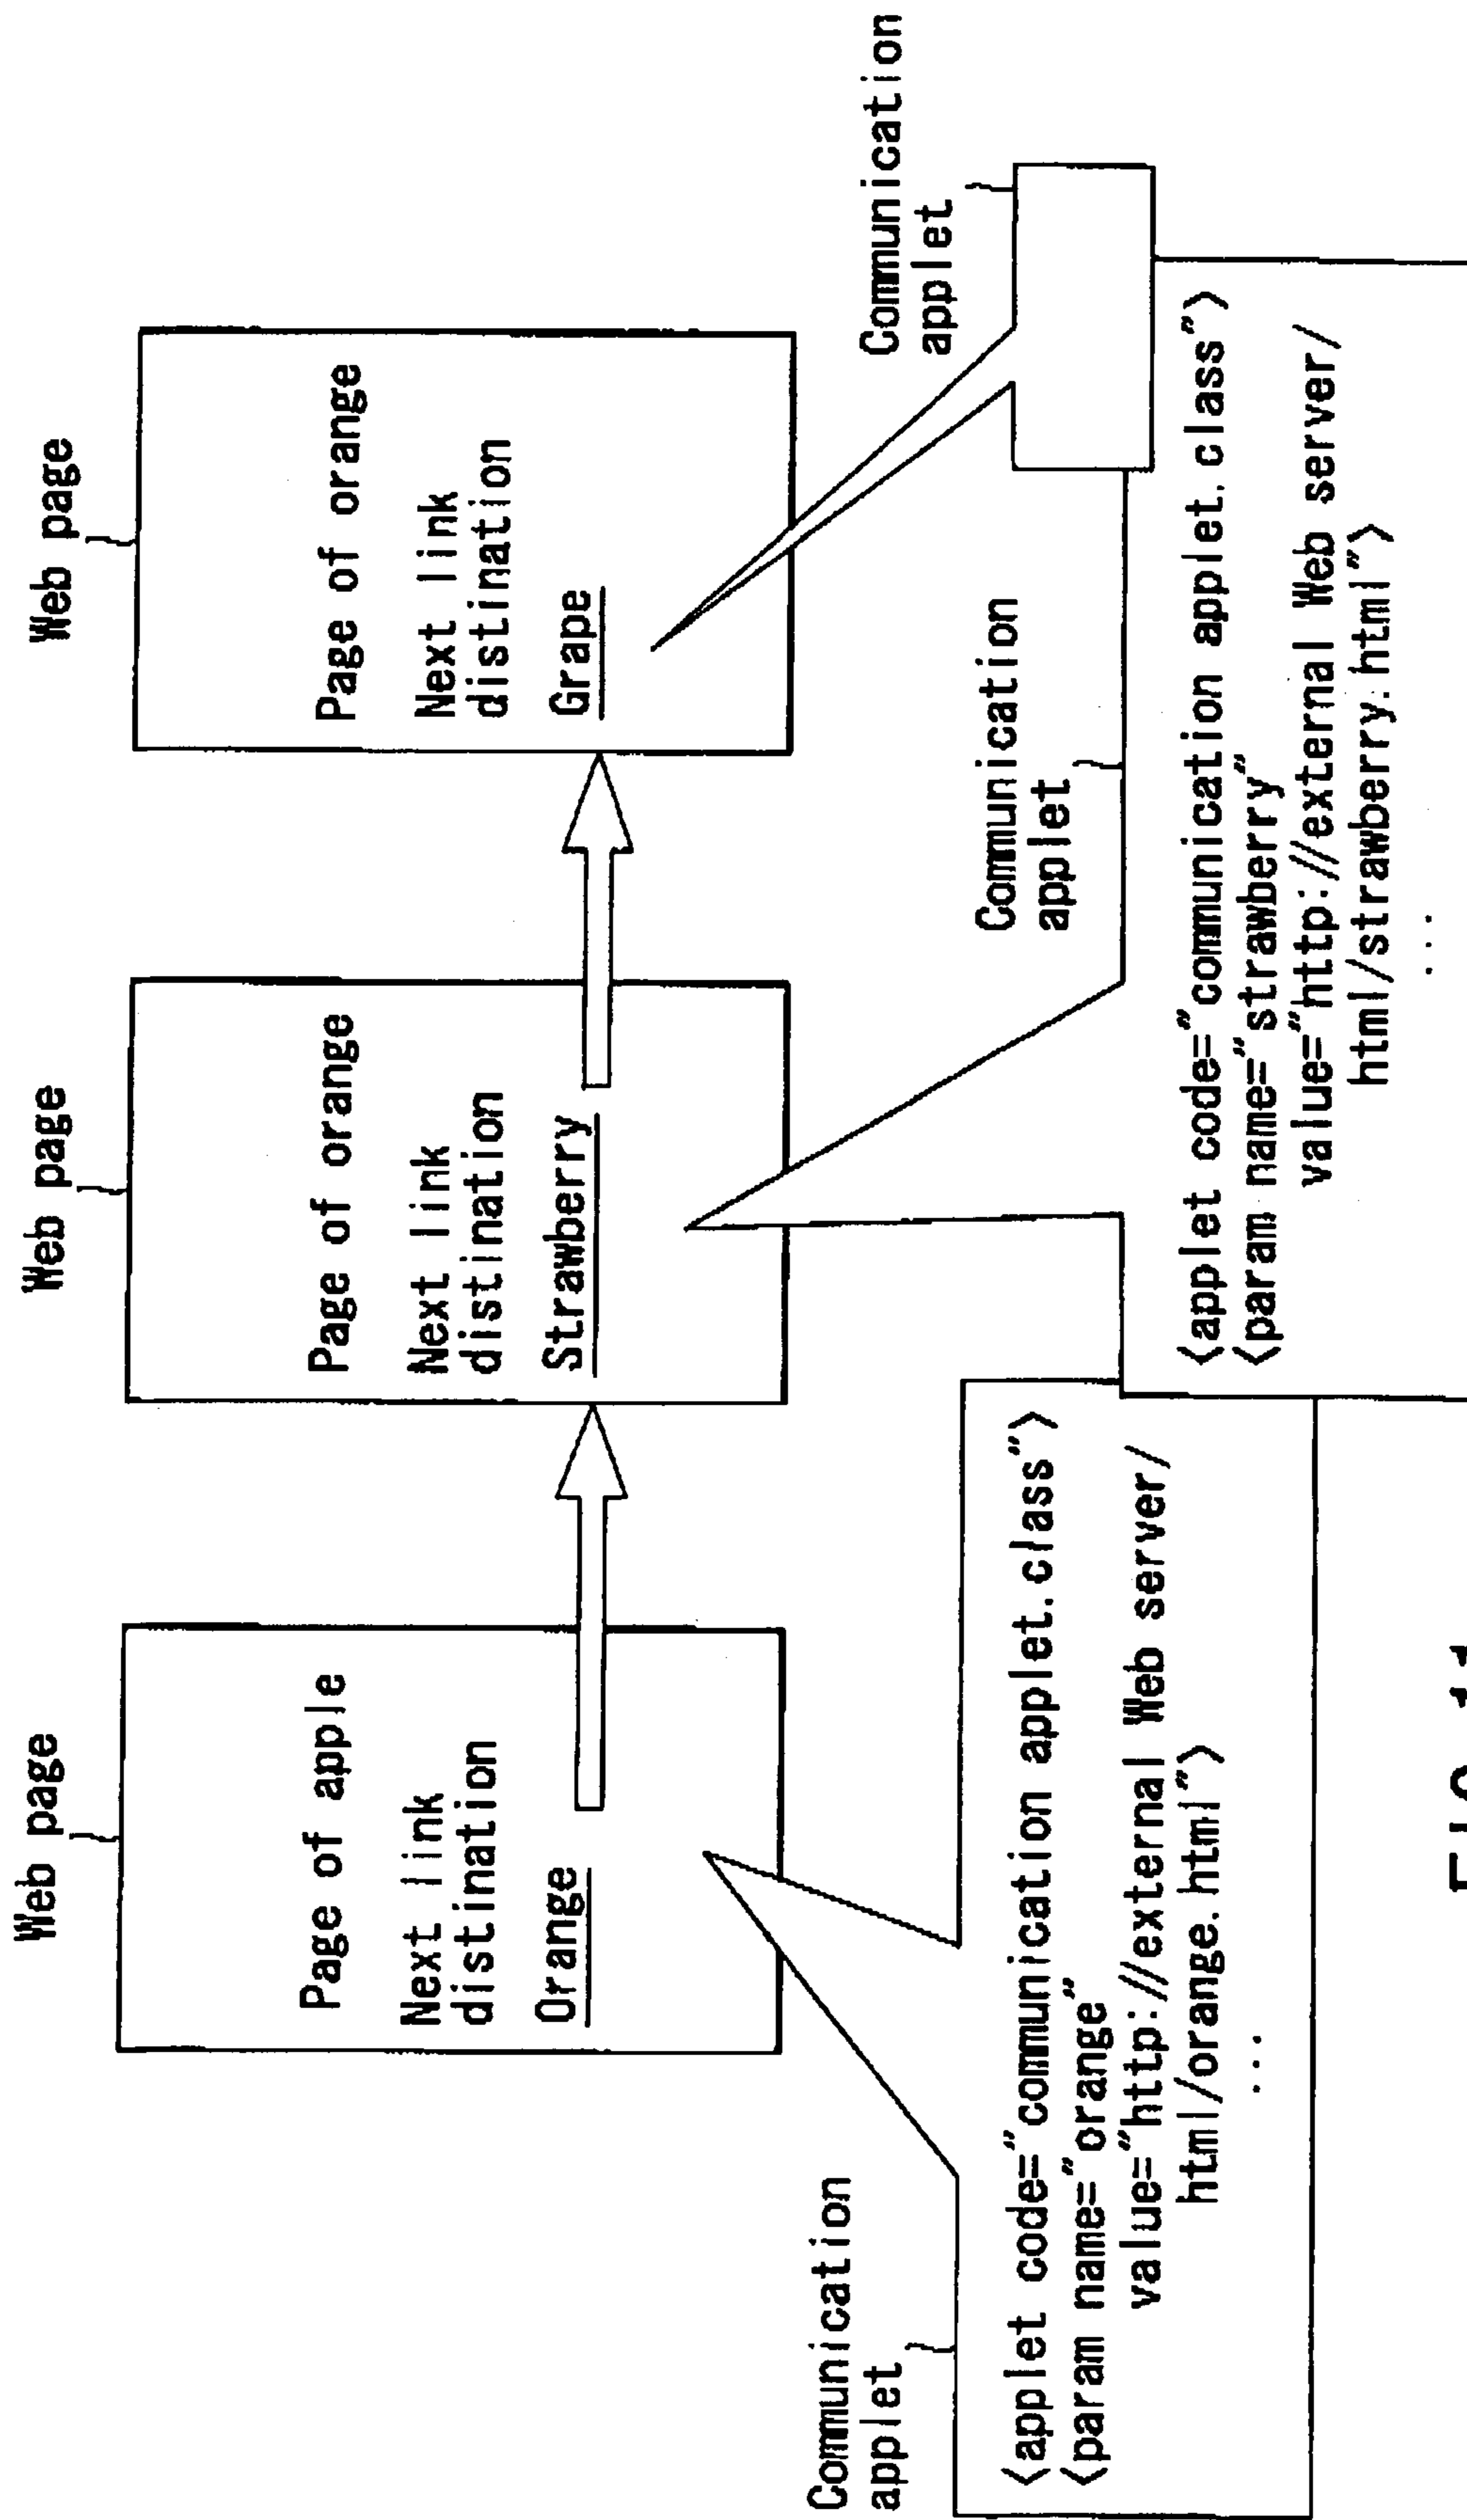 Web page
Page of apple
Next link
distination
Orange
Web page
Page of orange
Next link
distination
Strawberry
Web page
Page of orange
Next link
distination
Grape
Communication
applet
<applet code="communication applet.class">
<param name="orange"
value="http://external Web server/
html/orange.html">
...
Communication
applet
<applet code="communication applet.class">
<param name="strawberry"
value="http://external Web server/
html/strawberry.html">
...
Communication
applet